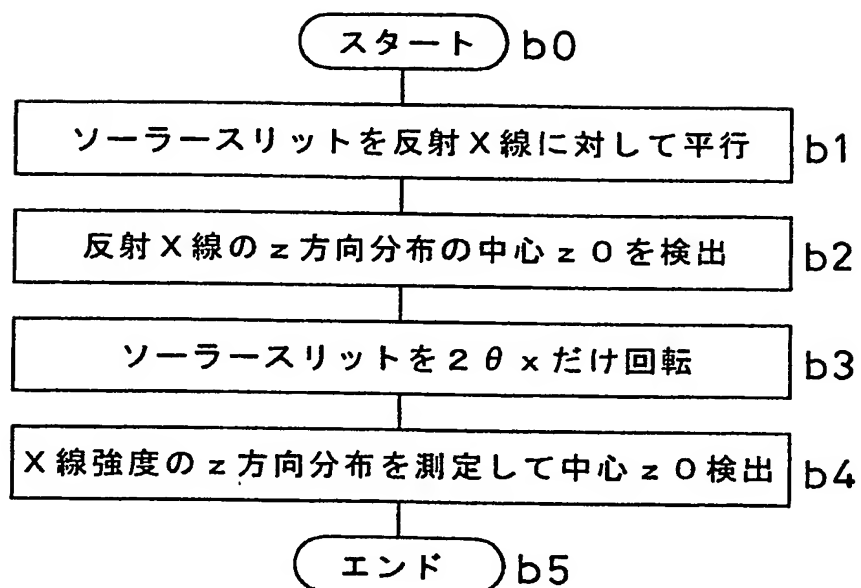 スタート b0
ソーラースリットを反射X線に対して平行 b1
反射X線のz方向分布の中心z0を検出 b2
ソーラースリットを2θxだけ回転 b3
X線強度のz方向分布を測定して中心z0検出 b4
エンド b5